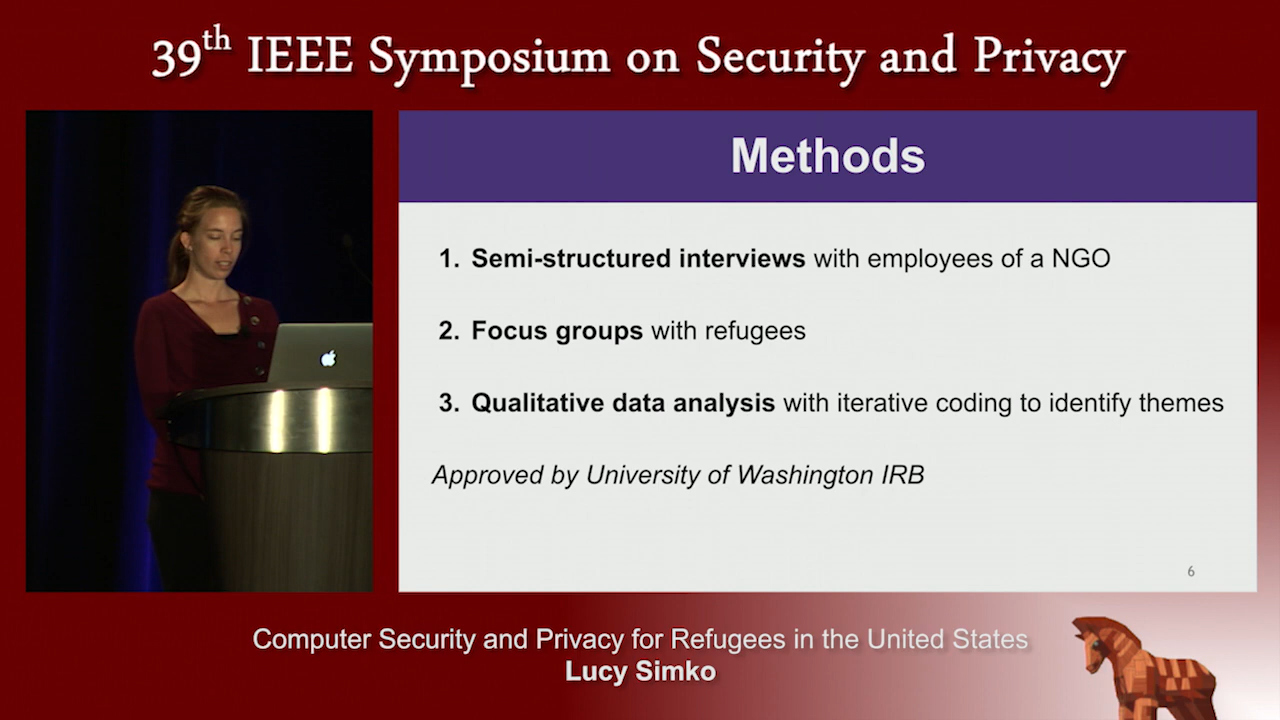 39th IEEE Symposium on Security and Privacy
Methods
1. Semi-structured interviews with employees of a NGO
2. Focus groups with refugees
3. Qualitative data analysis with iterative coding to identify themes
Approved by University of Washington IRB
6
Computer Security and Privacy for Refugees in the United States
Lucy Simko